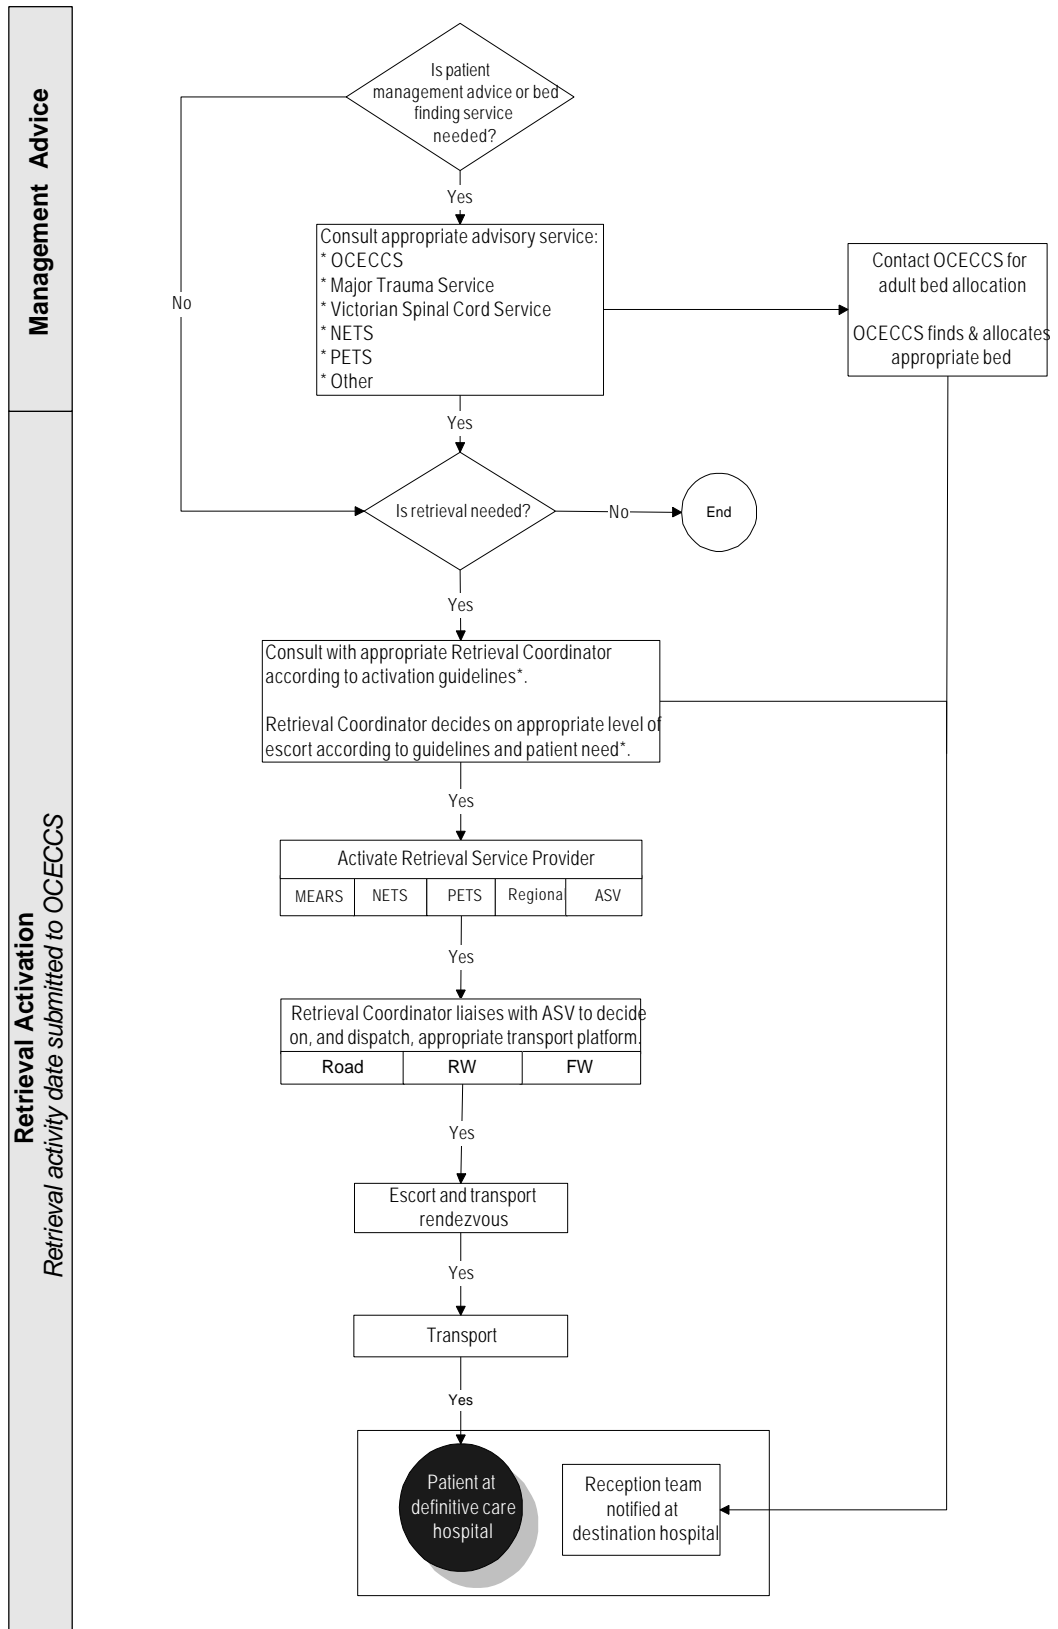 Management Advice
Is patient
management advice or bed
finding service
needed?
Yes
No
Consult appropriate advisory service:
* OCECCS
* Major Trauma Service
* Victorian Spinal Cord Service
* NETS
* PETS
* Other
Contact OCECCS for
adult bed allocation
OCECCS finds & allocates
appropriate bed
Yes
Retrieval Activation
Retrieval activity date submitted to OCECCS
Is retrieval needed?
No
End
Yes
Consult with appropriate Retrieval Coordinator
according to activation guidelines*.
Retrieval Coordinator decides on appropriate level of
escort according to guidelines and patient need*.
Yes
Activate Retrieval Service Provider
MEARS NETS PETS Regional ASV
Yes
Retrieval Coordinator liaises with ASV to decide
on, and dispatch, appropriate transport platform.
Road RW FW
Yes
Escort and transport
rendezvous
Yes
Transport
Yes
Patient at
definitive care
hospital
Reception team
notified at
destination hospital